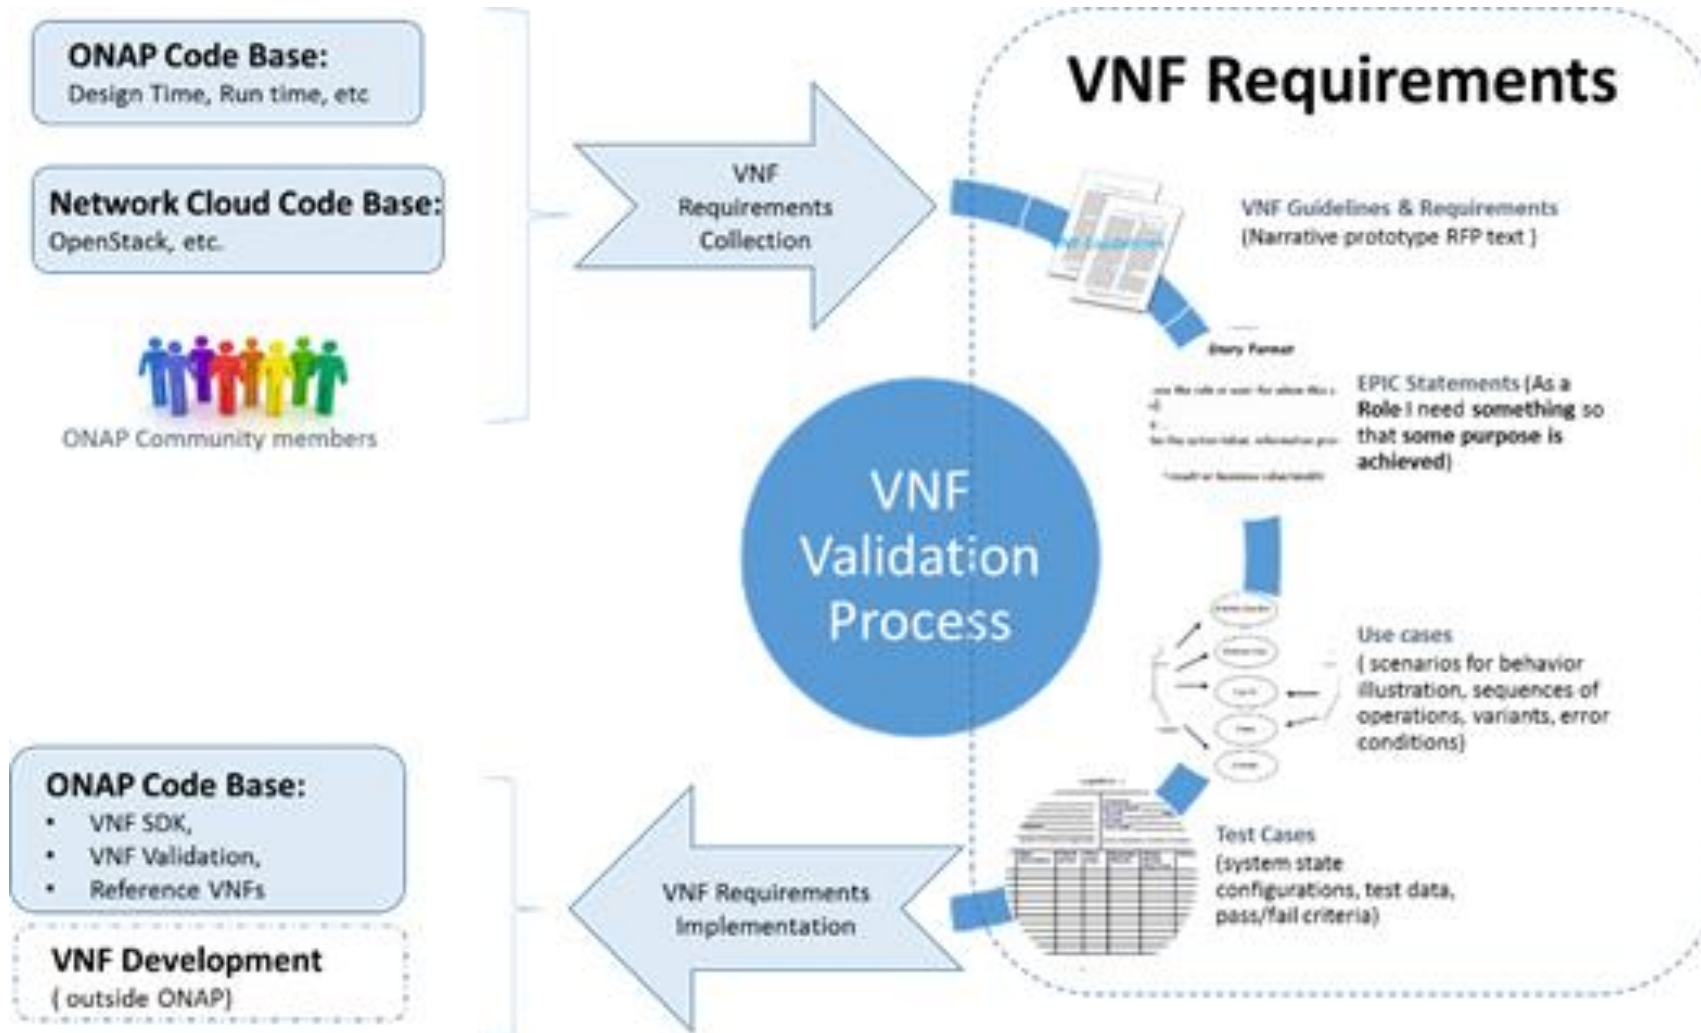 ONAP Code Base:
Design Time, Run time, etc
Network Cloud Code Base:
OpenStack, etc.
ONAP Community members
VNF
Requirements
Collection
VNF Requirements
VNF Guidelines & Requirements
(Narrative prototype RFP text )
Story Format
EPIC Statements (As a
Role I need something so
that some purpose is
achieved)
VNF
Validation
Process
Use cases
( scenarios for behavior
illustration, sequences of
operations, variants, error
conditions)
Test Cases
(system state
configurations, test data,
pass/fail criteria)
VNF Requirements
Implementation
ONAP Code Base:
• VNF SDK,
• VNF Validation,
• Reference VNFs
VNF Development
( outside ONAP)